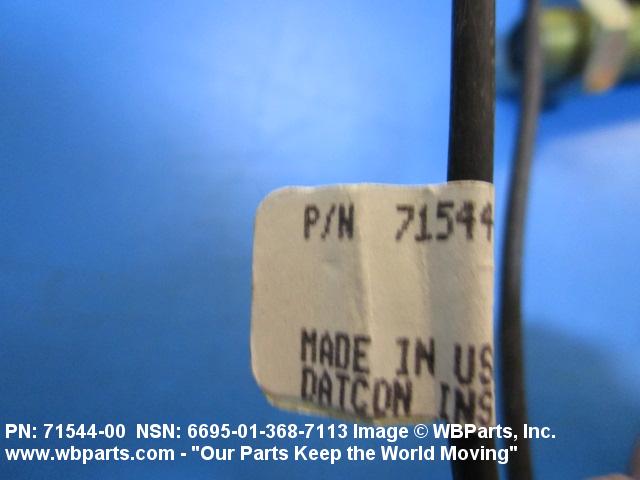 P/N 71544
MADE IN US
DATCON INS
PN: 71544-00 NSN: 6695-01-368-7113 Image © WBParts, Inc.
www.wbparts.com - "Our Parts Keep the World Moving"